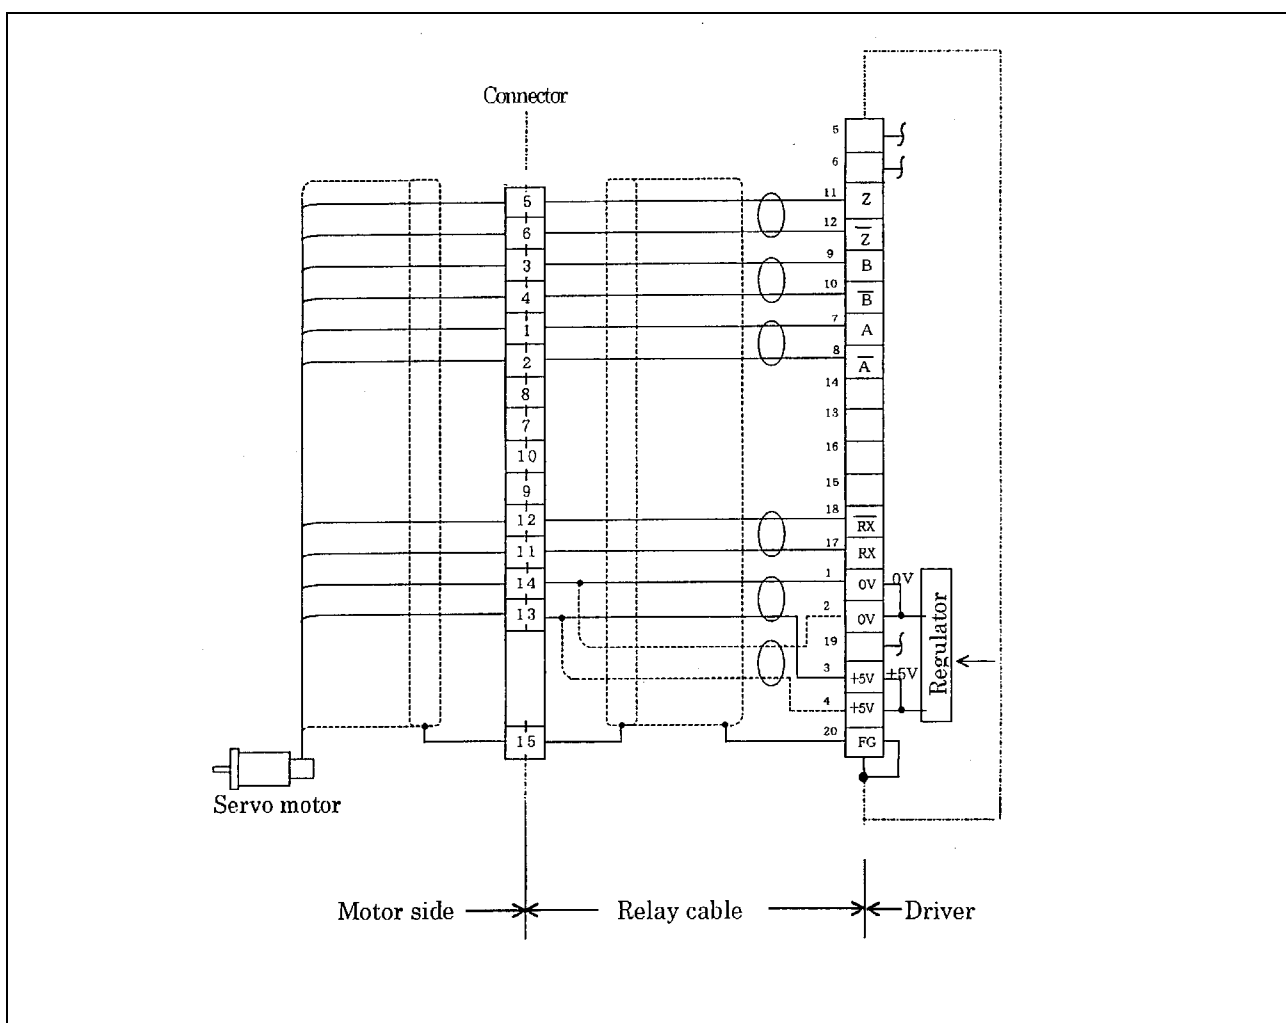 Connector
5
6
5 11 Z
6 12 Z̅
3 9 B
4 10 B̅
1 7 A
2 8 A̅
8 14
7 13
10 16
9 15
12 18 R̅X̅
11 17 RX
14 1 0V 0V
13 2 0V
19
3 +5V +5V
4 +5V
Regulator
15 20 FG
Servo motor
Motor side Relay cable Driver